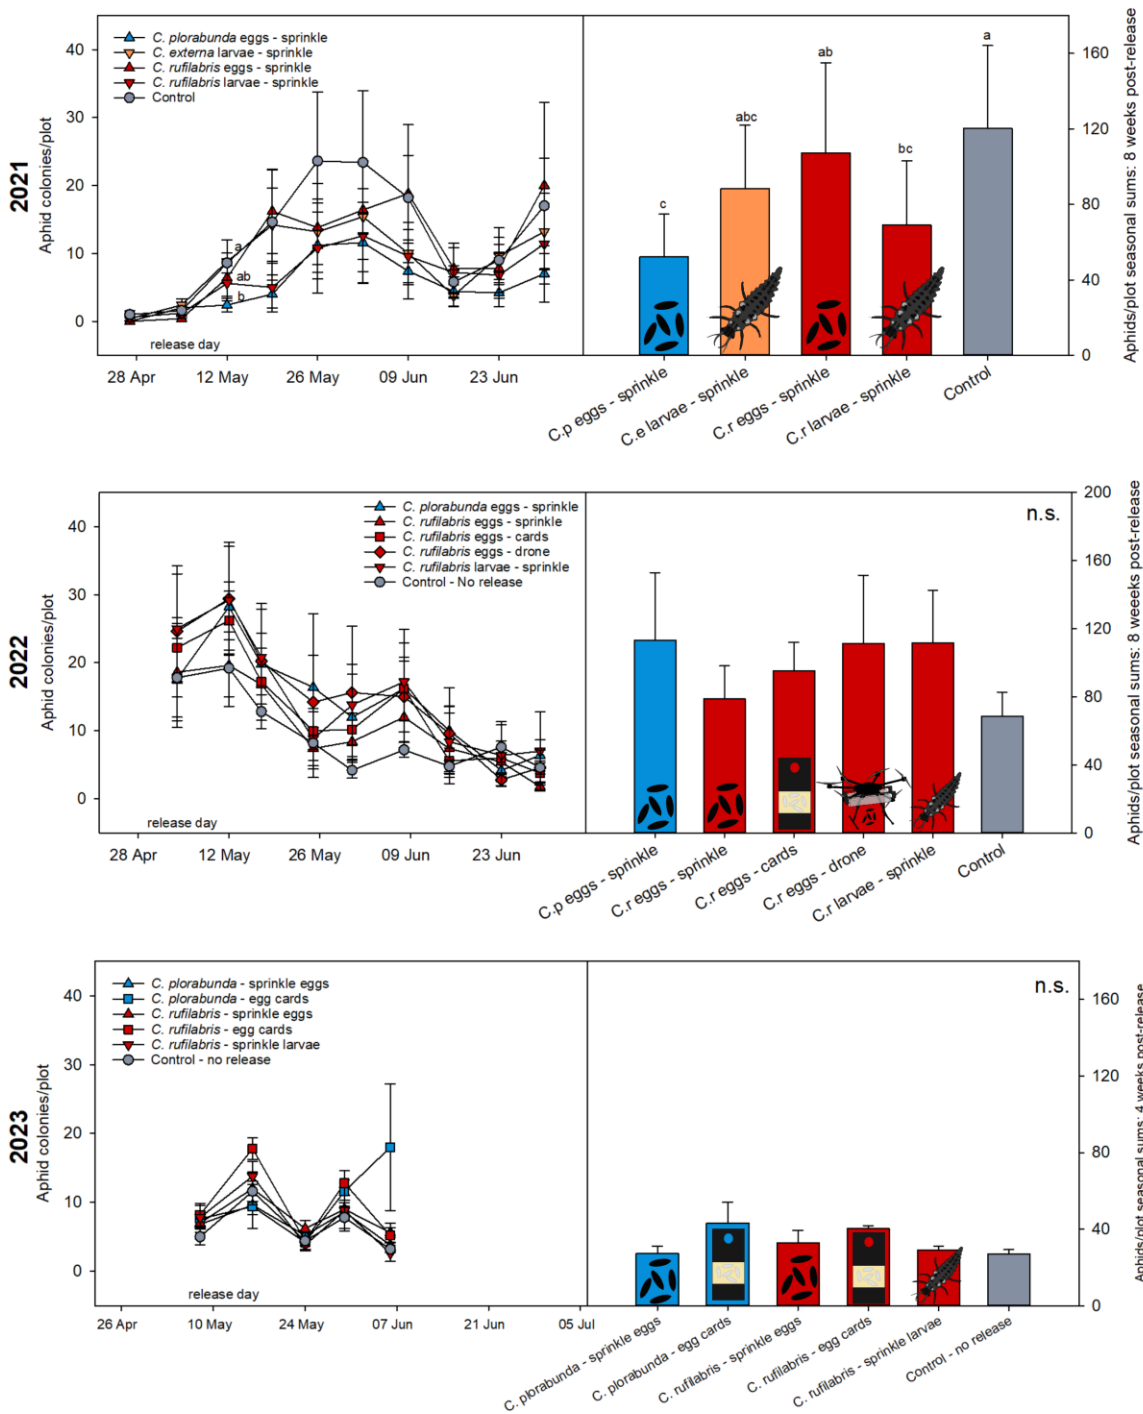 2021
Aphid colonies/plot
40
30
20
10
0
C. plorabunda eggs - sprinkle
C. externa larvae - sprinkle
C. rufilabris eggs - sprinkle
C. rufilabris larvae - sprinkle
Control
a
ab
b
release day
28 Apr 12 May 26 May 09 Jun 23 Jun
c
abc
ab
bc
a
160
120
80
40
0
Aphids/plot seasonal sums: 8 weeks post-release
C.p eggs - sprinkle
C.e larvae - sprinkle
C.r eggs - sprinkle
C.r larvae - sprinkle
Control
2022
Aphid colonies/plot
40
30
20
10
0
C. plorabunda eggs - sprinkle
C. rufilabris eggs - sprinkle
C. rufilabris eggs - cards
C. rufilabris eggs - drone
C. rufilabris larvae - sprinkle
Control - No release
release day
28 Apr 12 May 26 May 09 Jun 23 Jun
n.s.
200
160
120
80
40
0
Aphids/plot seasonal sums: 8 weeeks post-release
C.p eggs - sprinkle
C.r eggs - sprinkle
C.r eggs - cards
C.r eggs - drone
C.r larvae - sprinkle
Control
2023
Aphid colonies/plot
40
30
20
10
0
C. plorabunda - sprinkle eggs
C. plorabunda - egg cards
C. rufilabris - sprinkle eggs
C. rufilabris - egg cards
C. rufilabris - sprinkle larvae
Control - no release
release day
26 Apr 10 May 24 May 07 Jun 21 Jun 05 Jul
n.s.
160
120
80
40
0
Aphids/plot seasonal sums: 4 weeks post-release
C. plorabunda - sprinkle eggs
C. plorabunda - egg cards
C. rufilabris - sprinkle eggs
C. rufilabris - egg cards
C. rufilabris - sprinkle larvae
Control - no release